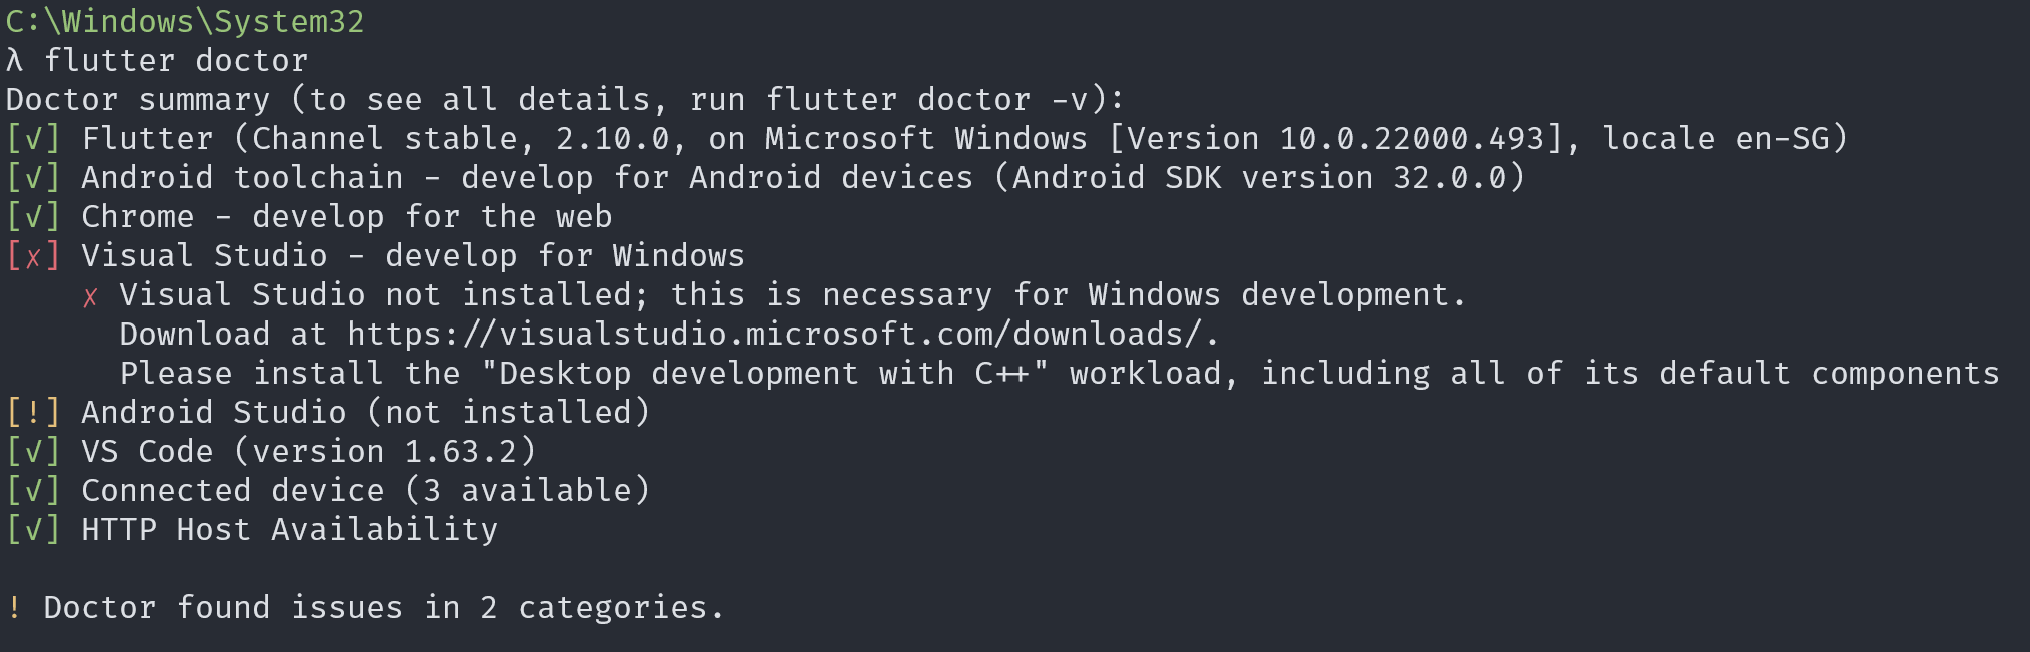 C:\Windows\System32
λ flutter doctor
Doctor summary (to see all details, run flutter doctor -v):
[√] Flutter (Channel stable, 2.10.0, on Microsoft Windows [Version 10.0.22000.493], locale en-SG)
[√] Android toolchain - develop for Android devices (Android SDK version 32.0.0)
[√] Chrome - develop for the web
[✗] Visual Studio - develop for Windows
✗ Visual Studio not installed; this is necessary for Windows development.
Download at https://visualstudio.microsoft.com/downloads/.
Please install the "Desktop development with C++" workload, including all of its default components
[!] Android Studio (not installed)
[√] VS Code (version 1.63.2)
[√] Connected device (3 available)
[√] HTTP Host Availability
! Doctor found issues in 2 categories.